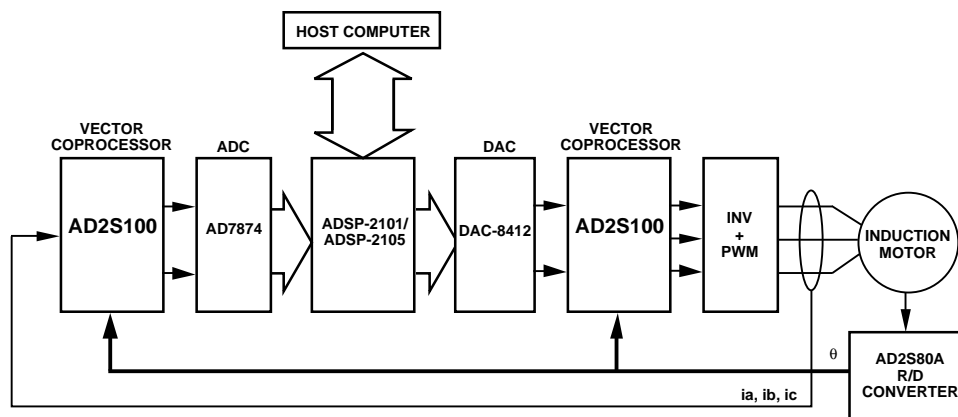 HOST COMPUTER
VECTOR
COPROCESSOR
AD2S100
ADC
AD7874
ADSP-2101/
ADSP-2105
DAC
DAC-8412
VECTOR
COPROCESSOR
AD2S100
INV
+
PWM
INDUCTION
MOTOR
θ
AD2S80A
R/D
CONVERTER
ia, ib, ic